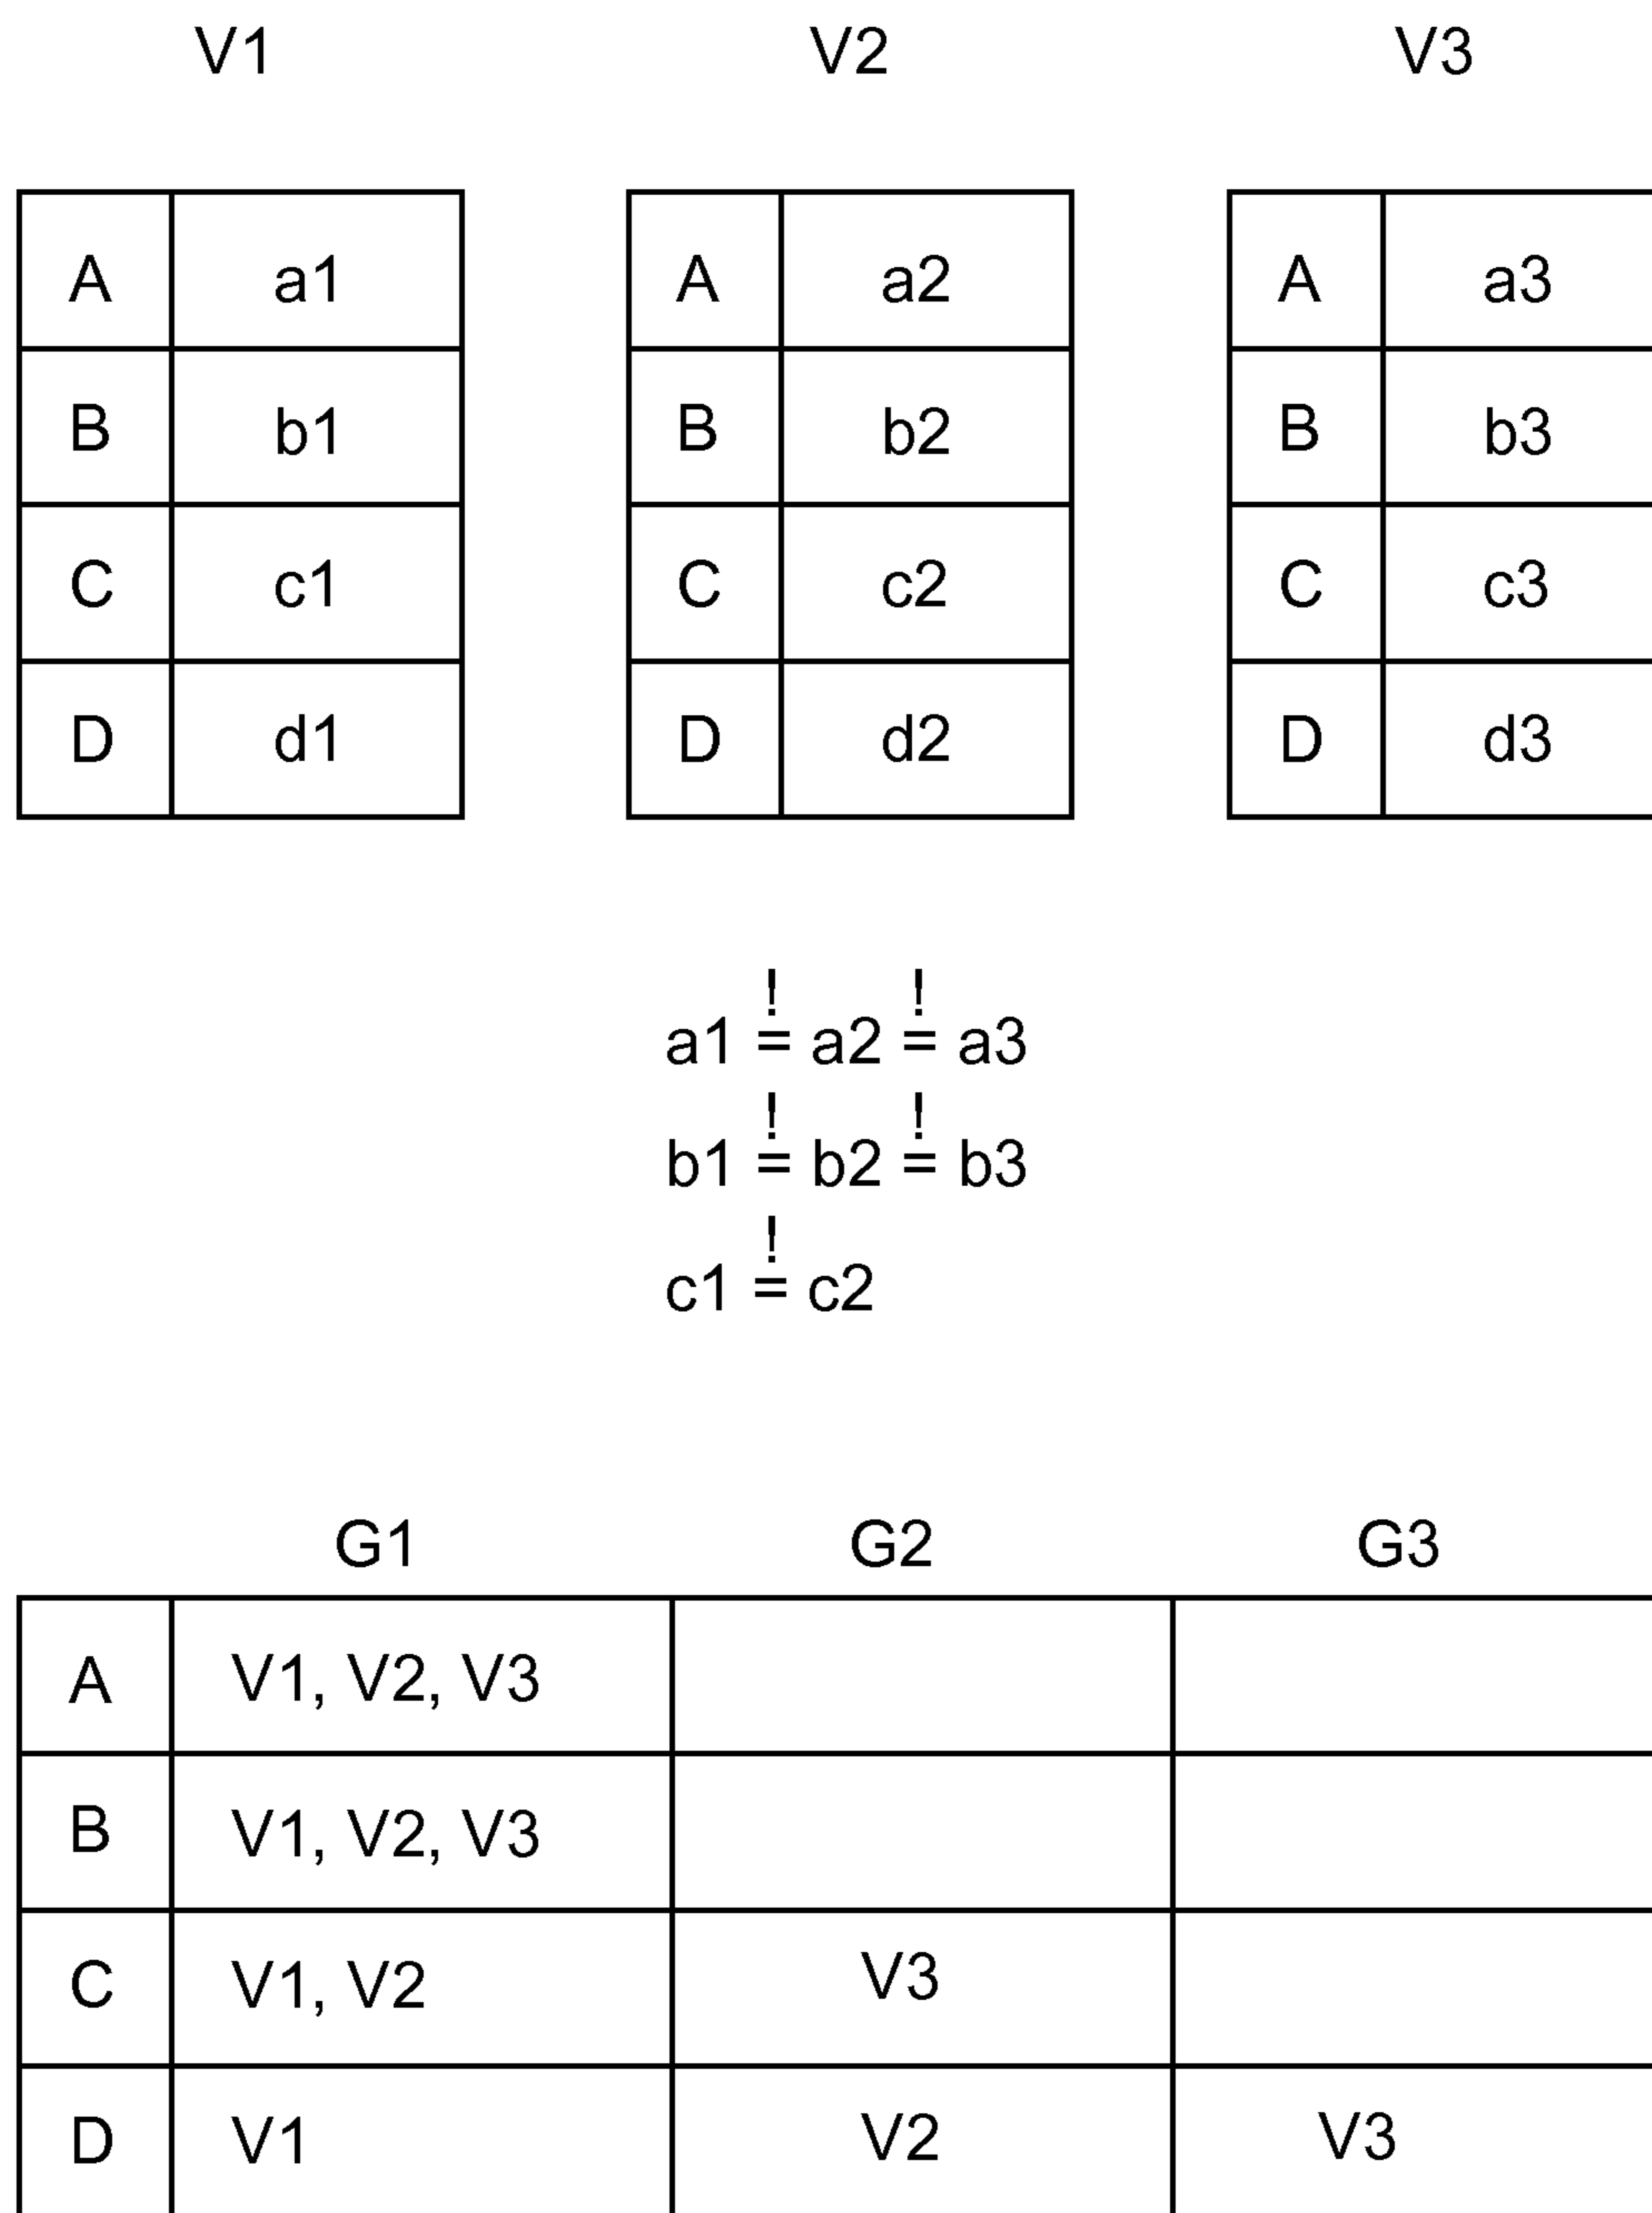 V1 V2 V3
A a1 A a2 A a3
B b1 B b2 B b3
C c1 C c2 C c3
D d1 D d2 D d3
! !
a1 = a2 = a3
! !
b1 = b2 = b3
!
c1 = c2
G1 G2 G3
A V1, V2, V3
B V1, V2, V3
C V1, V2 V3
D V1 V2 V3